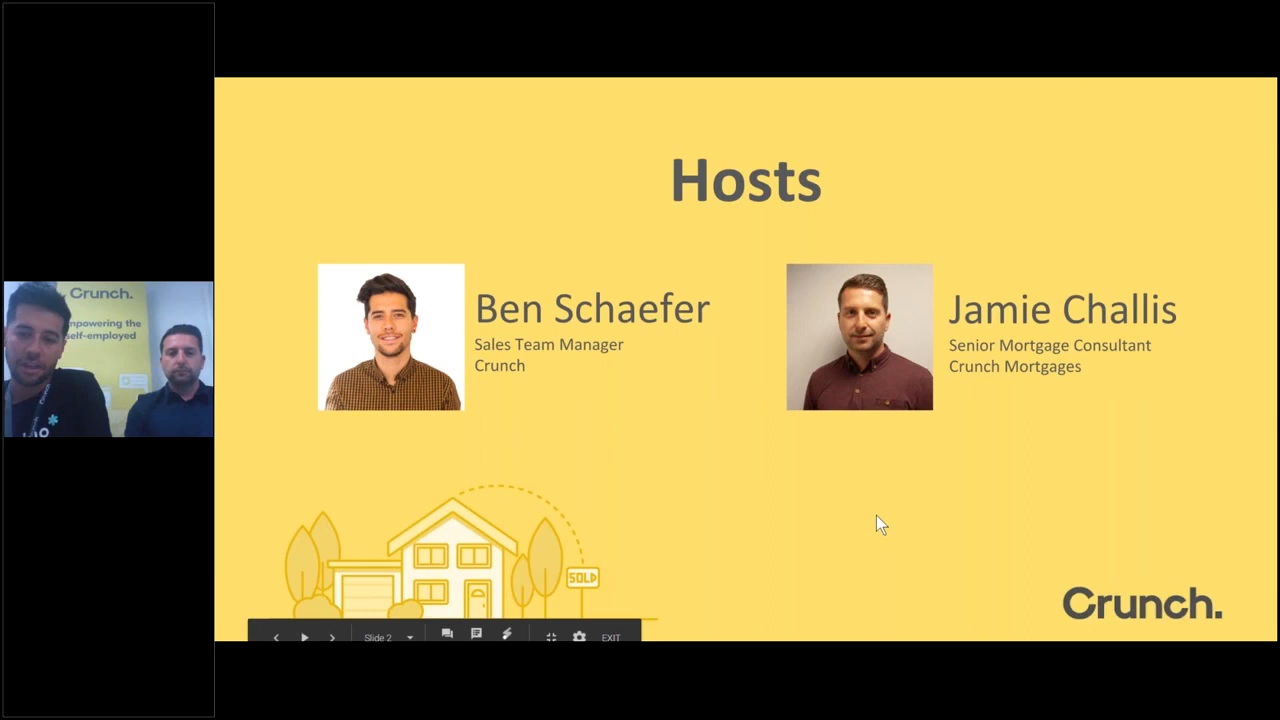 Crunch.
mpowering the
self-employed
Hosts
Ben Schaefer
Sales Team Manager
Crunch
Jamie Challis
Senior Mortgage Consultant
Crunch Mortgages
SOLD
Crunch.
Slide 2
EXIT